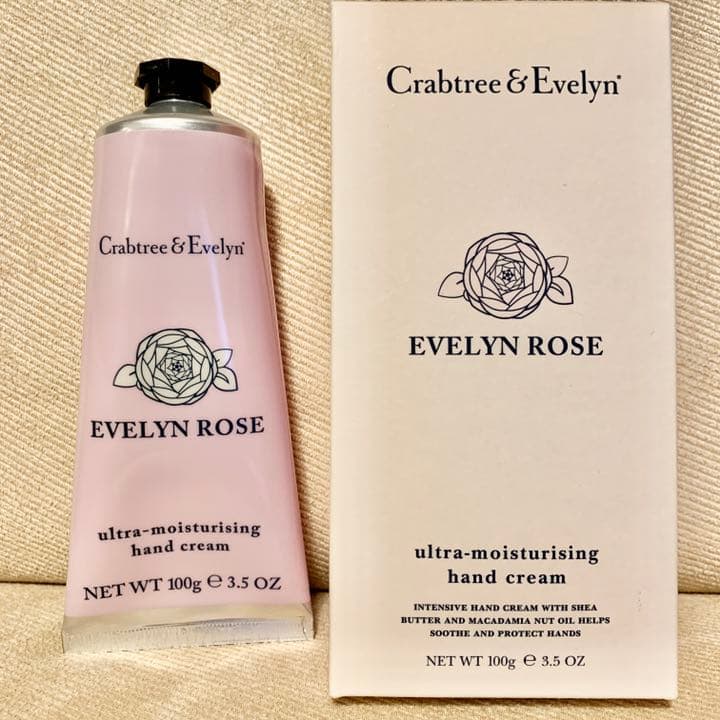 Crabtree & Evelyn®
EVELYN ROSE
ultra-moisturising
hand cream
NET WT 100g ℮ 3.5 OZ
Crabtree & Evelyn®
EVELYN ROSE
ultra-moisturising
hand cream
INTENSIVE HAND CREAM WITH SHEA
BUTTER AND MACADAMIA NUT OIL HELPS
SOOTHE AND PROTECT HANDS
NET WT 100g ℮ 3.5 OZ